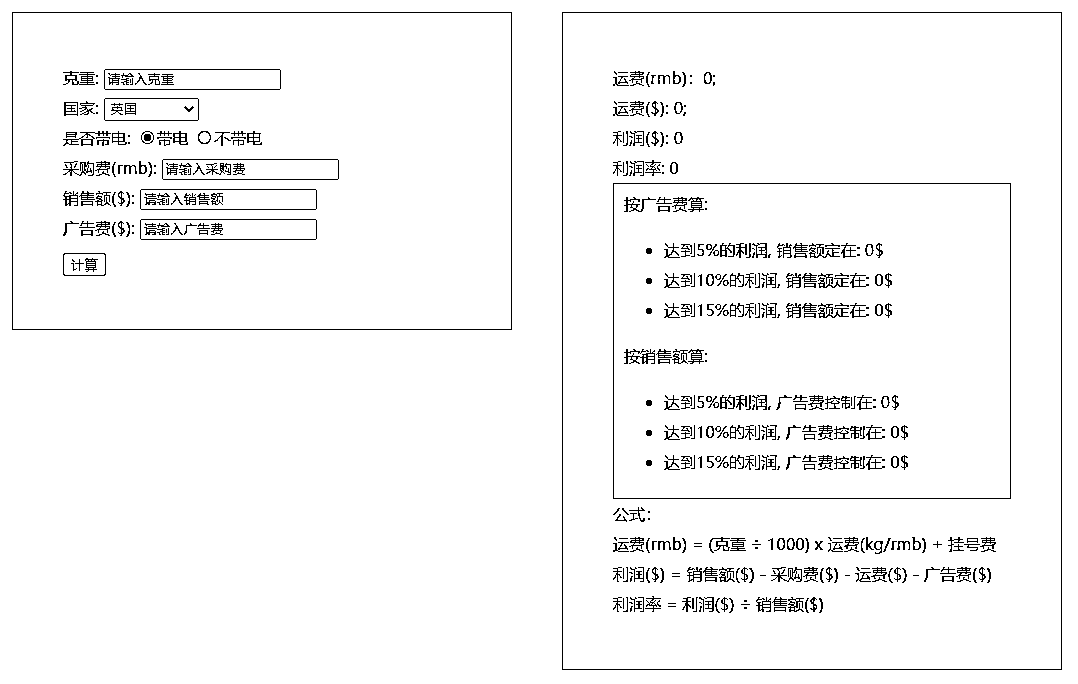 克重: 请输入克重
国家: 英国
是否带电: 带电 不带电
采购费(rmb): 请输入采购费
销售额($): 请输入销售额
广告费($): 请输入广告费
计算
运费(rmb)：0;
运费($): 0;
利润($): 0
利润率: 0
按广告费算:
达到5%的利润, 销售额定在: 0$
达到10%的利润, 销售额定在: 0$
达到15%的利润, 销售额定在: 0$
按销售额算:
达到5%的利润, 广告费控制在: 0$
达到10%的利润, 广告费控制在: 0$
达到15%的利润, 广告费控制在: 0$
公式：
运费(rmb) = (克重 ÷ 1000) x 运费(kg/rmb) + 挂号费
利润($) = 销售额($) - 采购费($) - 运费($) - 广告费($)
利润率 = 利润($) ÷ 销售额($)